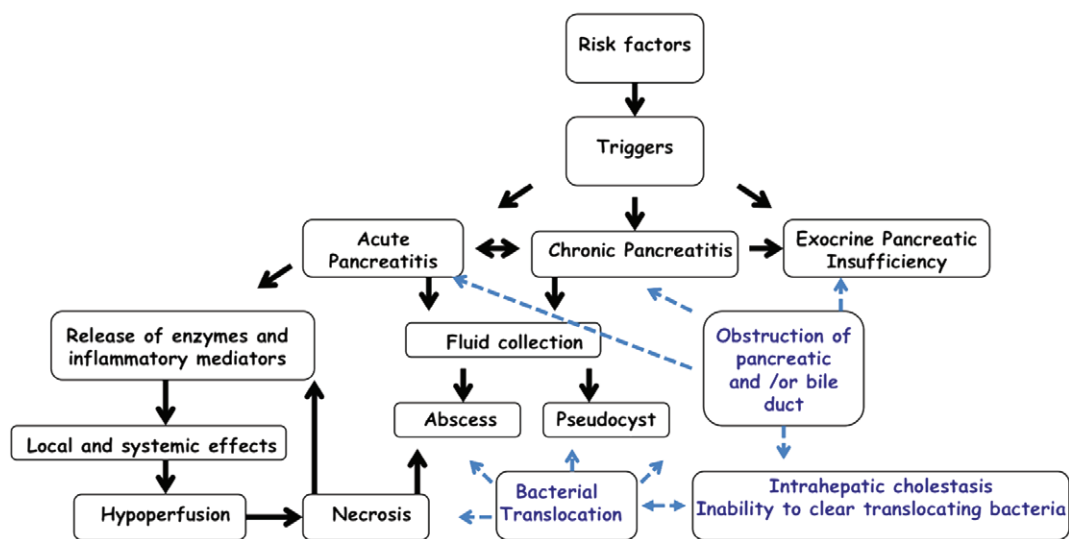 Risk factors
Triggers
Acute
Pancreatitis
Chronic Pancreatitis
Exocrine Pancreatic
Insufficiency
Release of enzymes and
inflammatory mediators
Fluid collection
Obstruction of
pancreatic
and /or bile
duct
Abscess
Pseudocyst
Local and systemic effects
Hypoperfusion
Necrosis
Bacterial
Translocation
Intrahepatic cholestasis
Inability to clear translocating bacteria